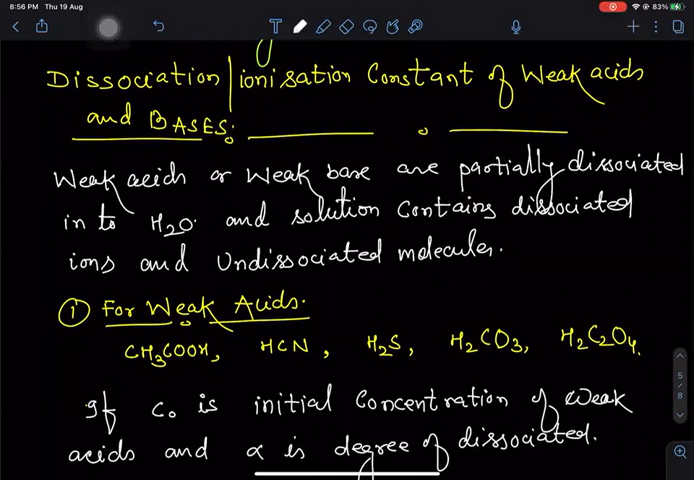 8:56 PM Thu 19 Aug
83%
Dissociation | ionisation Constant of Weak acids
and BASES.
Weak acids or Weak base are partially dissociated
in to H2O. and solution Contains dissociated
ions and Undissociated molecules.
① For Weak Acids.
CH3COOH, HCN, H2S, H2CO3, H2C2O4.
If C0 is initial Concentration of weak
acids and α is degree of dissociated.
5
8